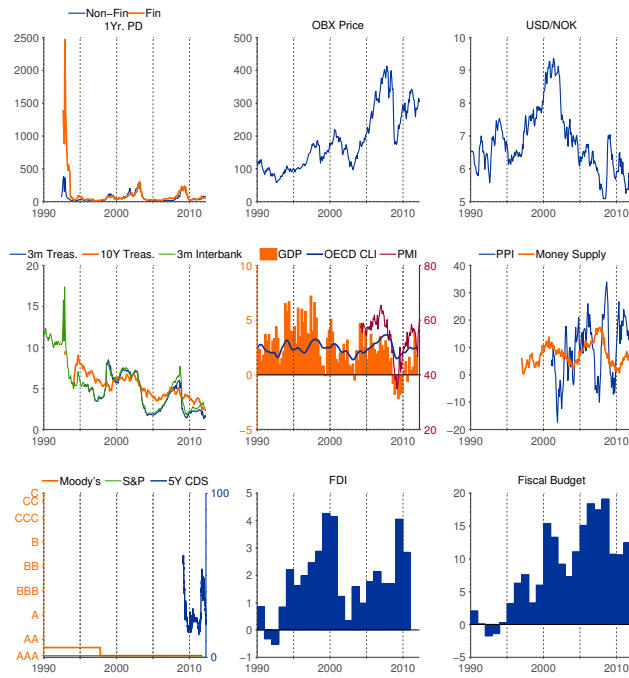 Non-Fin Fin
1Yr. PD
2500
2000
1500
1000
500
0
1990 2000 2010
OBX Price
500
400
300
200
100
0
1990 2000 2010
USD/NOK
10
9
8
7
6
5
1990 2000 2010
3m Treas. 10Y Treas. 3m Interbank
20
15
10
5
0
1990 2000 2010
GDP OECD CLI PMI
10 80
5 60
0 40
-5 20
1990 2000 2010
PPI Money Supply
40
30
20
10
0
-10
-20
1990 2000 2010
Moody's S&P 5Y CDS
C 100
CC
CCC
B
BB
BBB
A
AA
AAA 0
1990 2000 2010
FDI
5
4
3
2
1
0
-1
1990 2000 2010
Fiscal Budget
20
15
10
5
0
-5
1990 2000 2010